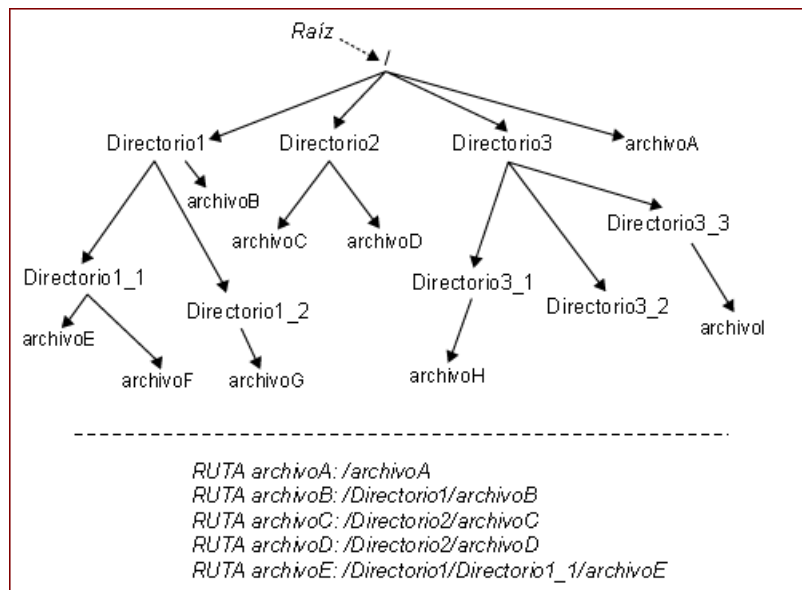 Raíz
/
Directorio1 Directorio2 Directorio3 archivoA
archivoB
Directorio3_3
archivoC archivoD
Directorio1_1 Directorio3_1
Directorio1_2 Directorio3_2
archivoE archivoI
archivoF archivoG archivoH
RUTA archivoA: /archivoA
RUTA archivoB: /Directorio1/archivoB
RUTA archivoC: /Directorio2/archivoC
RUTA archivoD: /Directorio2/archivoD
RUTA archivoE: /Directorio1/Directorio1_1/archivoE